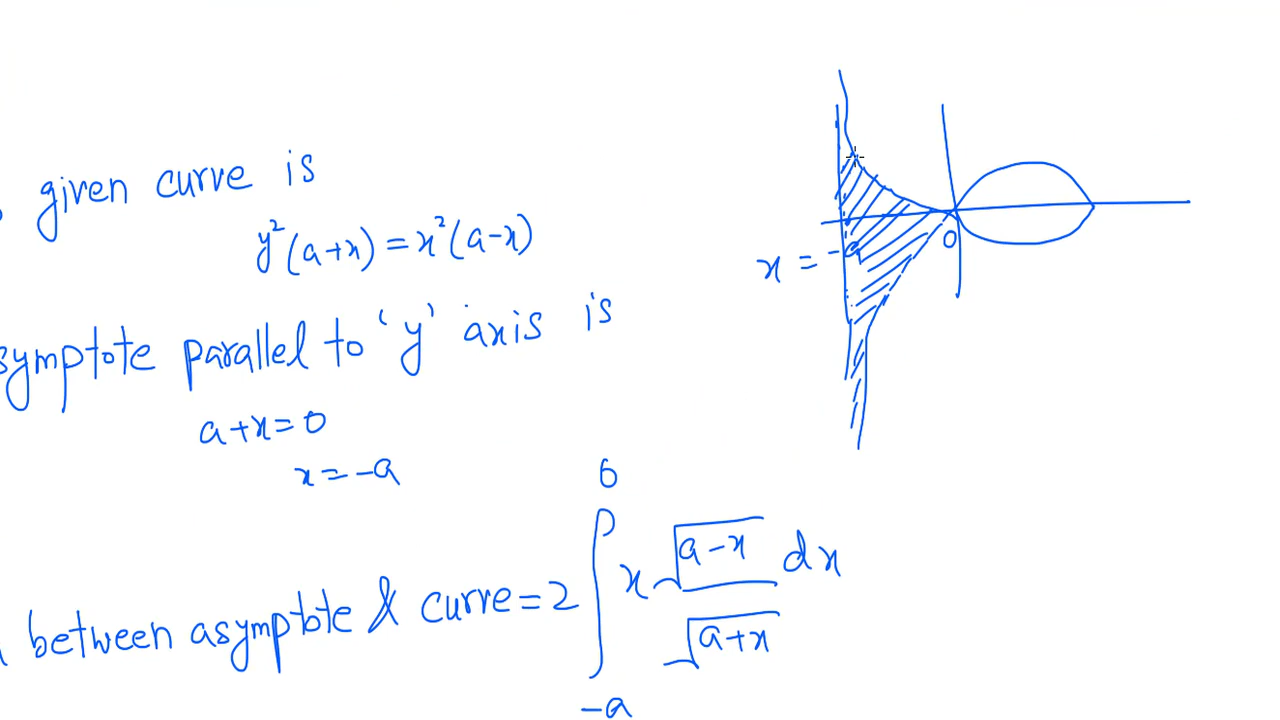 given curve is
y²(a+x) = x²(a-x)
symptote parallel to 'y' axis is
a+x=0
x=-a
between asymptote & curve = 2 ∫_{-a}^{0} x √(a-x)/√(a+x) dx
x = -a
0